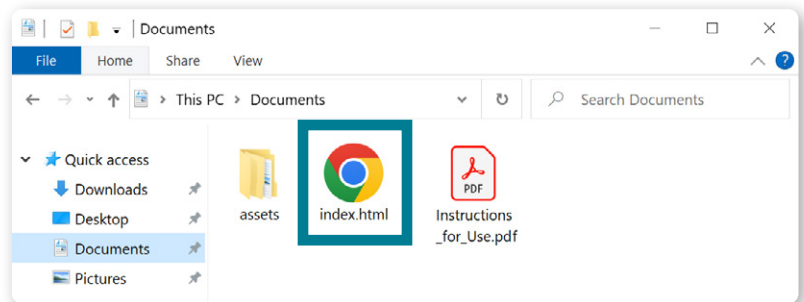 Documents
File Home Share View
This PC > Documents
Search Documents
Quick access
Downloads
Desktop
Documents
Pictures
assets
index.html
PDF
Instructions
_for_Use.pdf